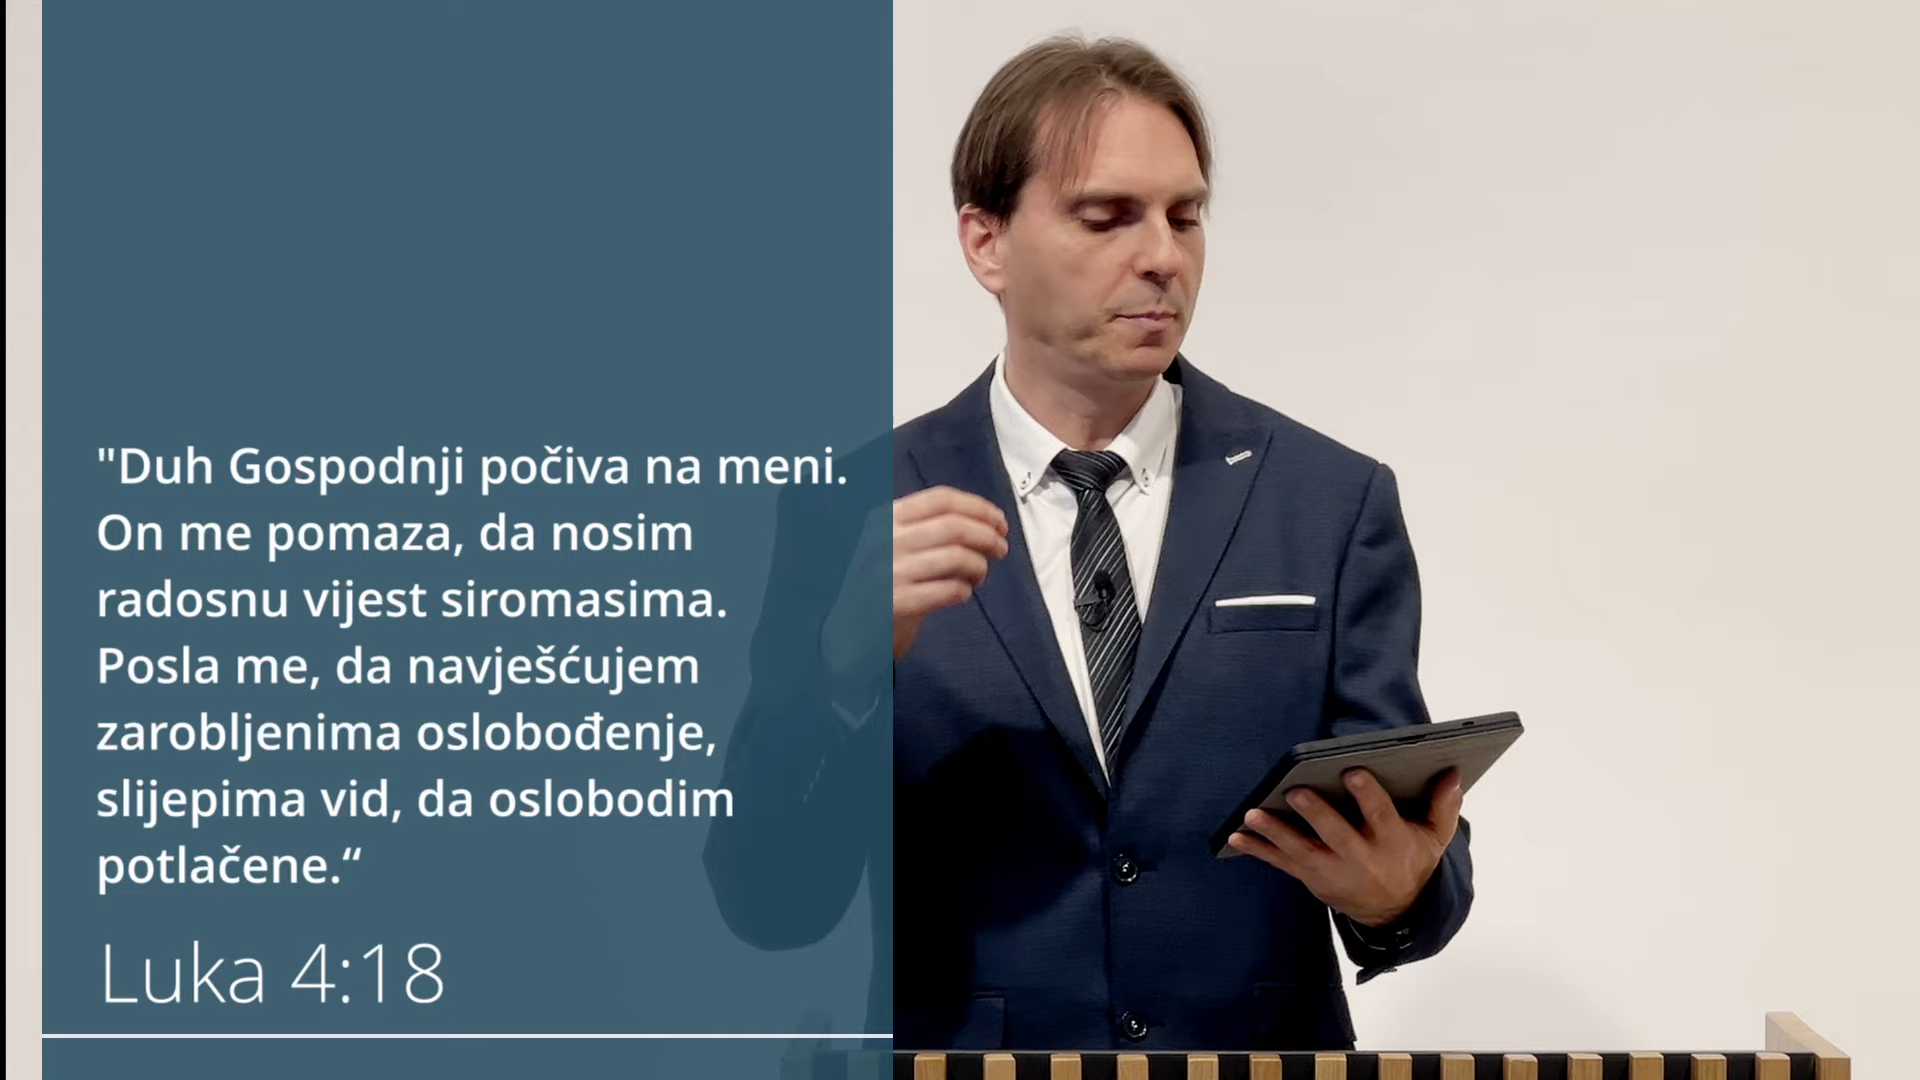 "Duh Gospodnji počiva na meni.
On me pomaza, da nosim
radosnu vijest siromasima.
Posla me, da navješćujem
zarobljenima oslobođenje,
slijepima vid, da oslobodim
potlačene.“
Luka 4:18